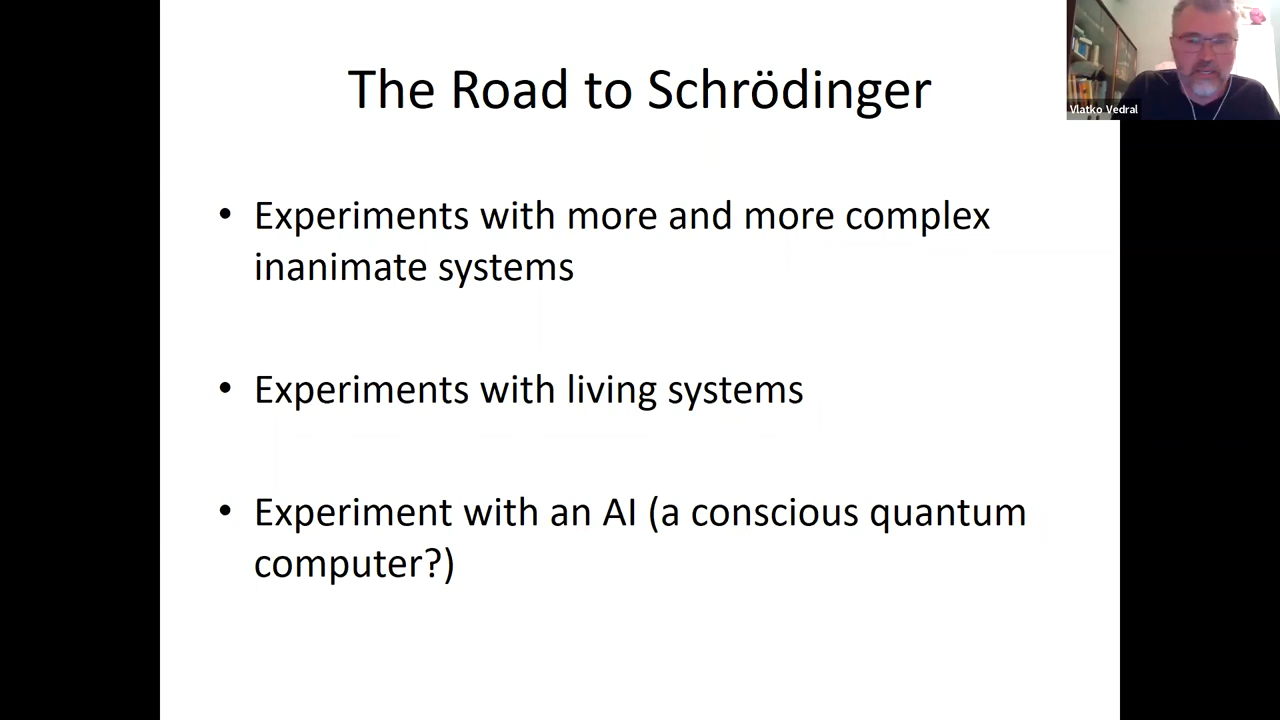 The Road to Schrödinger
Vlatko Vedral
• Experiments with more and more complex
inanimate systems
• Experiments with living systems
• Experiment with an AI (a conscious quantum
computer?)